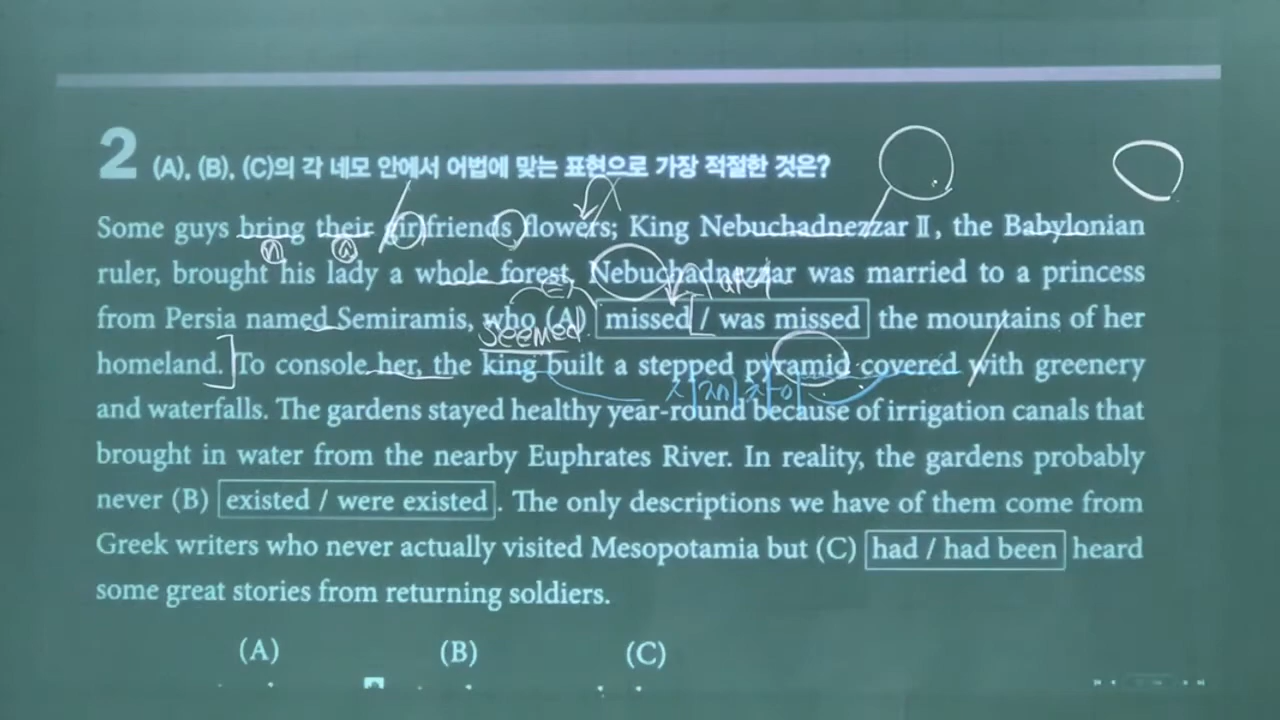 2 (A), (B), (C)의 각 네모 안에서 어법에 맞는 표현으로 가장 적절한 것은?
Some guys bring their girlfriends flowers; King Nebuchadnezzar II, the Babylonian
n a
ruler, brought his lady a whole forest. Nebuchadnezzar was married to a princess
from Persia named Semiramis, who (A) missed / was missed the mountains of her
seemed
homeland. To console her, the king built a stepped pyramid covered with greenery
시제차이
and waterfalls. The gardens stayed healthy year-round because of irrigation canals that
brought in water from the nearby Euphrates River. In reality, the gardens probably
never (B) existed / were existed. The only descriptions we have of them come from
Greek writers who never actually visited Mesopotamia but (C) had / had been heard
some great stories from returning soldiers.
(A) (B) (C)